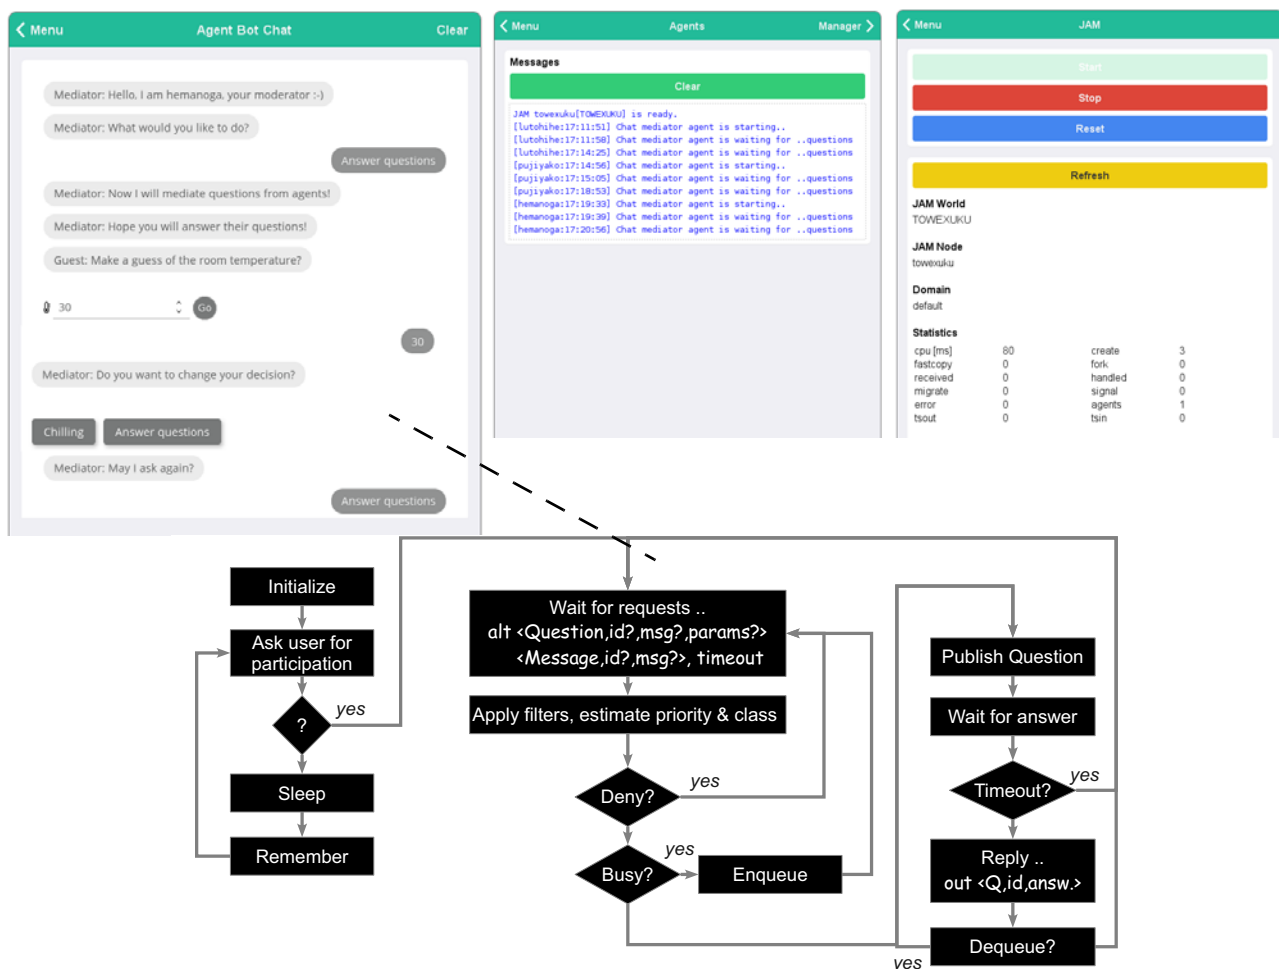 Menu
Agent Bot Chat
Clear
Mediator: Hello, I am hemanoga, your moderator :-)
Mediator: What would you like to do?
Answer questions
Mediator: Now I will mediate questions from agents!
Mediator: Hope you will answer their questions!
Guest: Make a guess of the room temperature?
30
Go
30
Mediator: Do you want to change your decision?
Chilling
Answer questions
Mediator: May I ask again?
Answer questions
Menu
Agents
Manager
Messages
Clear
JAM towexuku[TOWEXUKU] is ready.
[lutohihe:17:11:51] Chat mediator agent is starting..
[lutohihe:17:11:58] Chat mediator agent is waiting for ..questions
[lutohihe:17:14:25] Chat mediator agent is waiting for ..questions
[pujiyako:17:14:56] Chat mediator agent is starting..
[pujiyako:17:15:05] Chat mediator agent is waiting for ..questions
[pujiyako:17:18:53] Chat mediator agent is waiting for ..questions
[hemanoga:17:19:33] Chat mediator agent is starting..
[hemanoga:17:19:39] Chat mediator agent is waiting for ..questions
[hemanoga:17:20:56] Chat mediator agent is waiting for ..questions
Menu
JAM
Start
Stop
Reset
Refresh
JAM World
TOWEXUKU
JAM Node
towexuku
Domain
default
Statistics
cpu [ms] 80 create 3
fastcopy 0 fork 0
received 0 handled 0
migrate 0 signal 0
error 0 agents 1
tsout 0 tsin 0
Initialize
Ask user for
participation
?
yes
Sleep
Remember
Wait for requests ..
alt <Question,id?,msg?,params?>
<Message,id?,msg?>, timeout
Apply filters, estimate priority & class
Deny?
yes
Busy?
yes
Enqueue
Publish Question
Wait for answer
Timeout?
yes
Reply ..
out <Q,id,answ.>
Dequeue?
yes